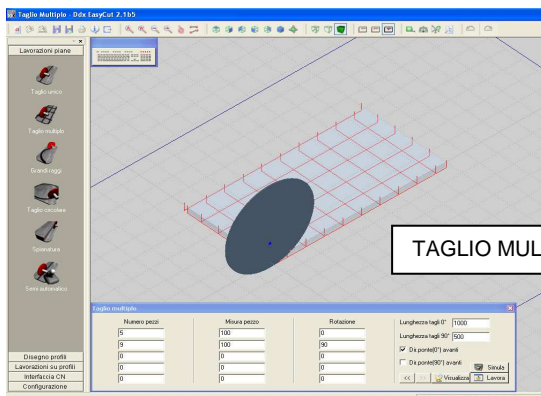 Taglio Multiplo - Ddx EasyCut 2.1b5
Lavorazioni piane
Taglio unico
Taglio multiplo
Grandi raggi
Taglio circolare
Spianatura
Semi automatico
Disegno profili
Lavorazioni su profili
Interfaccia CN
Configurazione
TAGLIO MUL
Taglio multiplo
Numero pezzi Misura pezzo Rotazione
5 100 0
9 100 90
0 0 0
0 0 0
0 0 0
Lunghezza tagli 0° 1000
Lunghezza tagli 90° 500
Dir.ponte(0°) avanti
Dir.ponte(90°) avanti
Simula
<< >> Visualizza Lavora